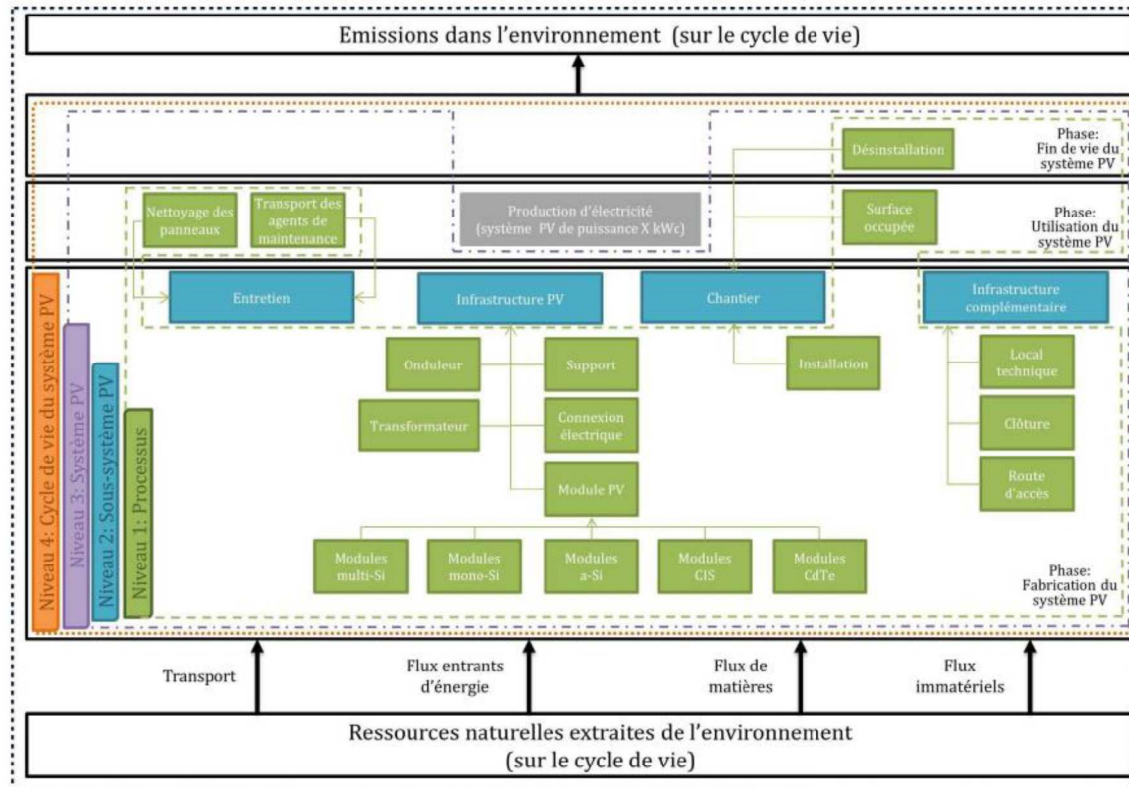 Emissions dans l'environnement (sur le cycle de vie)
Désinstallation
Phase:
Fin de vie du
système PV
Nettoyage des
panneaux
Transport des
agents de
maintenance
Production d'électricité
(système PV de puissance X kWc)
Surface
occupée
Phase:
Utilisation du
système PV
Entretien
Infrastructure PV
Chantier
Infrastructure
complémentaire
Niveau 4: Cycle de vie du système PV
Niveau 3: Système PV
Niveau 2: Sous-système PV
Niveau 1: Processus
Onduleur
Support
Installation
Local
technique
Transformateur
Connexion
électrique
Clôture
Module PV
Route
d'accès
Modules
multi-Si
Modules
mono-Si
Modules
a-Si
Modules
CIS
Modules
CdTe
Phase:
Fabrication du
système PV
Transport
Flux entrants
d'énergie
Flux de
matières
Flux
immatériels
Ressources naturelles extraites de l'environnement
(sur le cycle de vie)